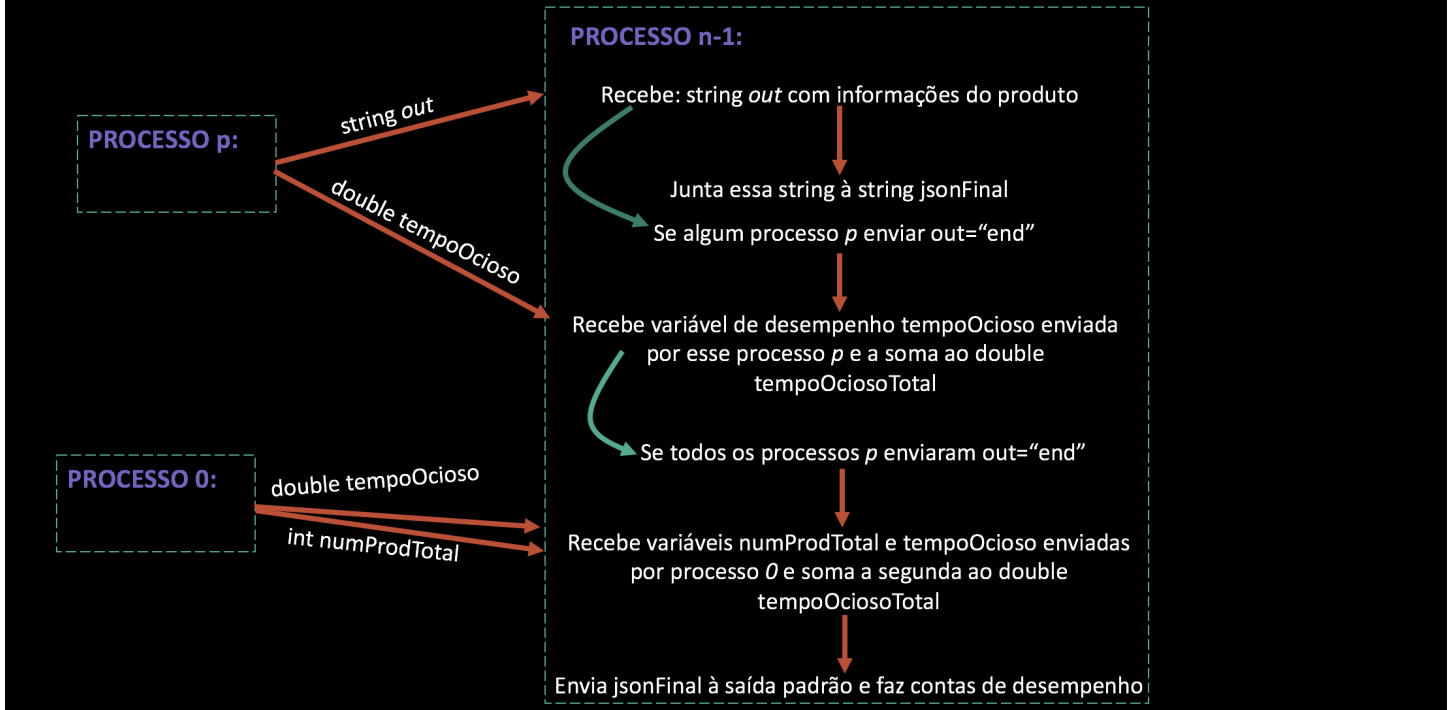 PROCESSO n-1:
Recebe: string out com informações do produto
string out
PROCESSO p:
Junta essa string à string jsonFinal
double tempoOcioso
Se algum processo p enviar out=“end”
Recebe variável de desempenho tempoOcioso enviada
por esse processo p e a soma ao double
tempoOciosoTotal
Se todos os processos p enviaram out=“end”
PROCESSO 0:
double tempoOcioso
int numProdTotal
Recebe variáveis numProdTotal e tempoOcioso enviadas
por processo 0 e soma a segunda ao double
tempoOciosoTotal
Envia jsonFinal à saída padrão e faz contas de desempenho